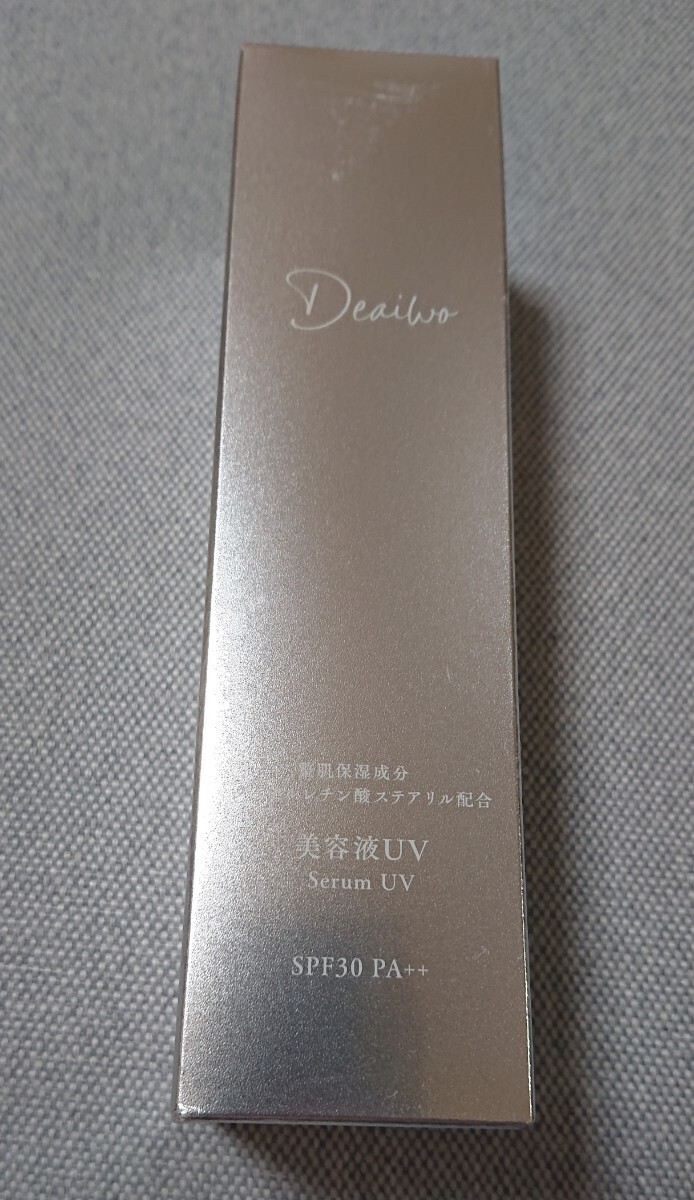 Deaiwo
整肌保湿成分
レチン酸ステアリル配合
美容液UV
Serum UV
SPF30 PA++